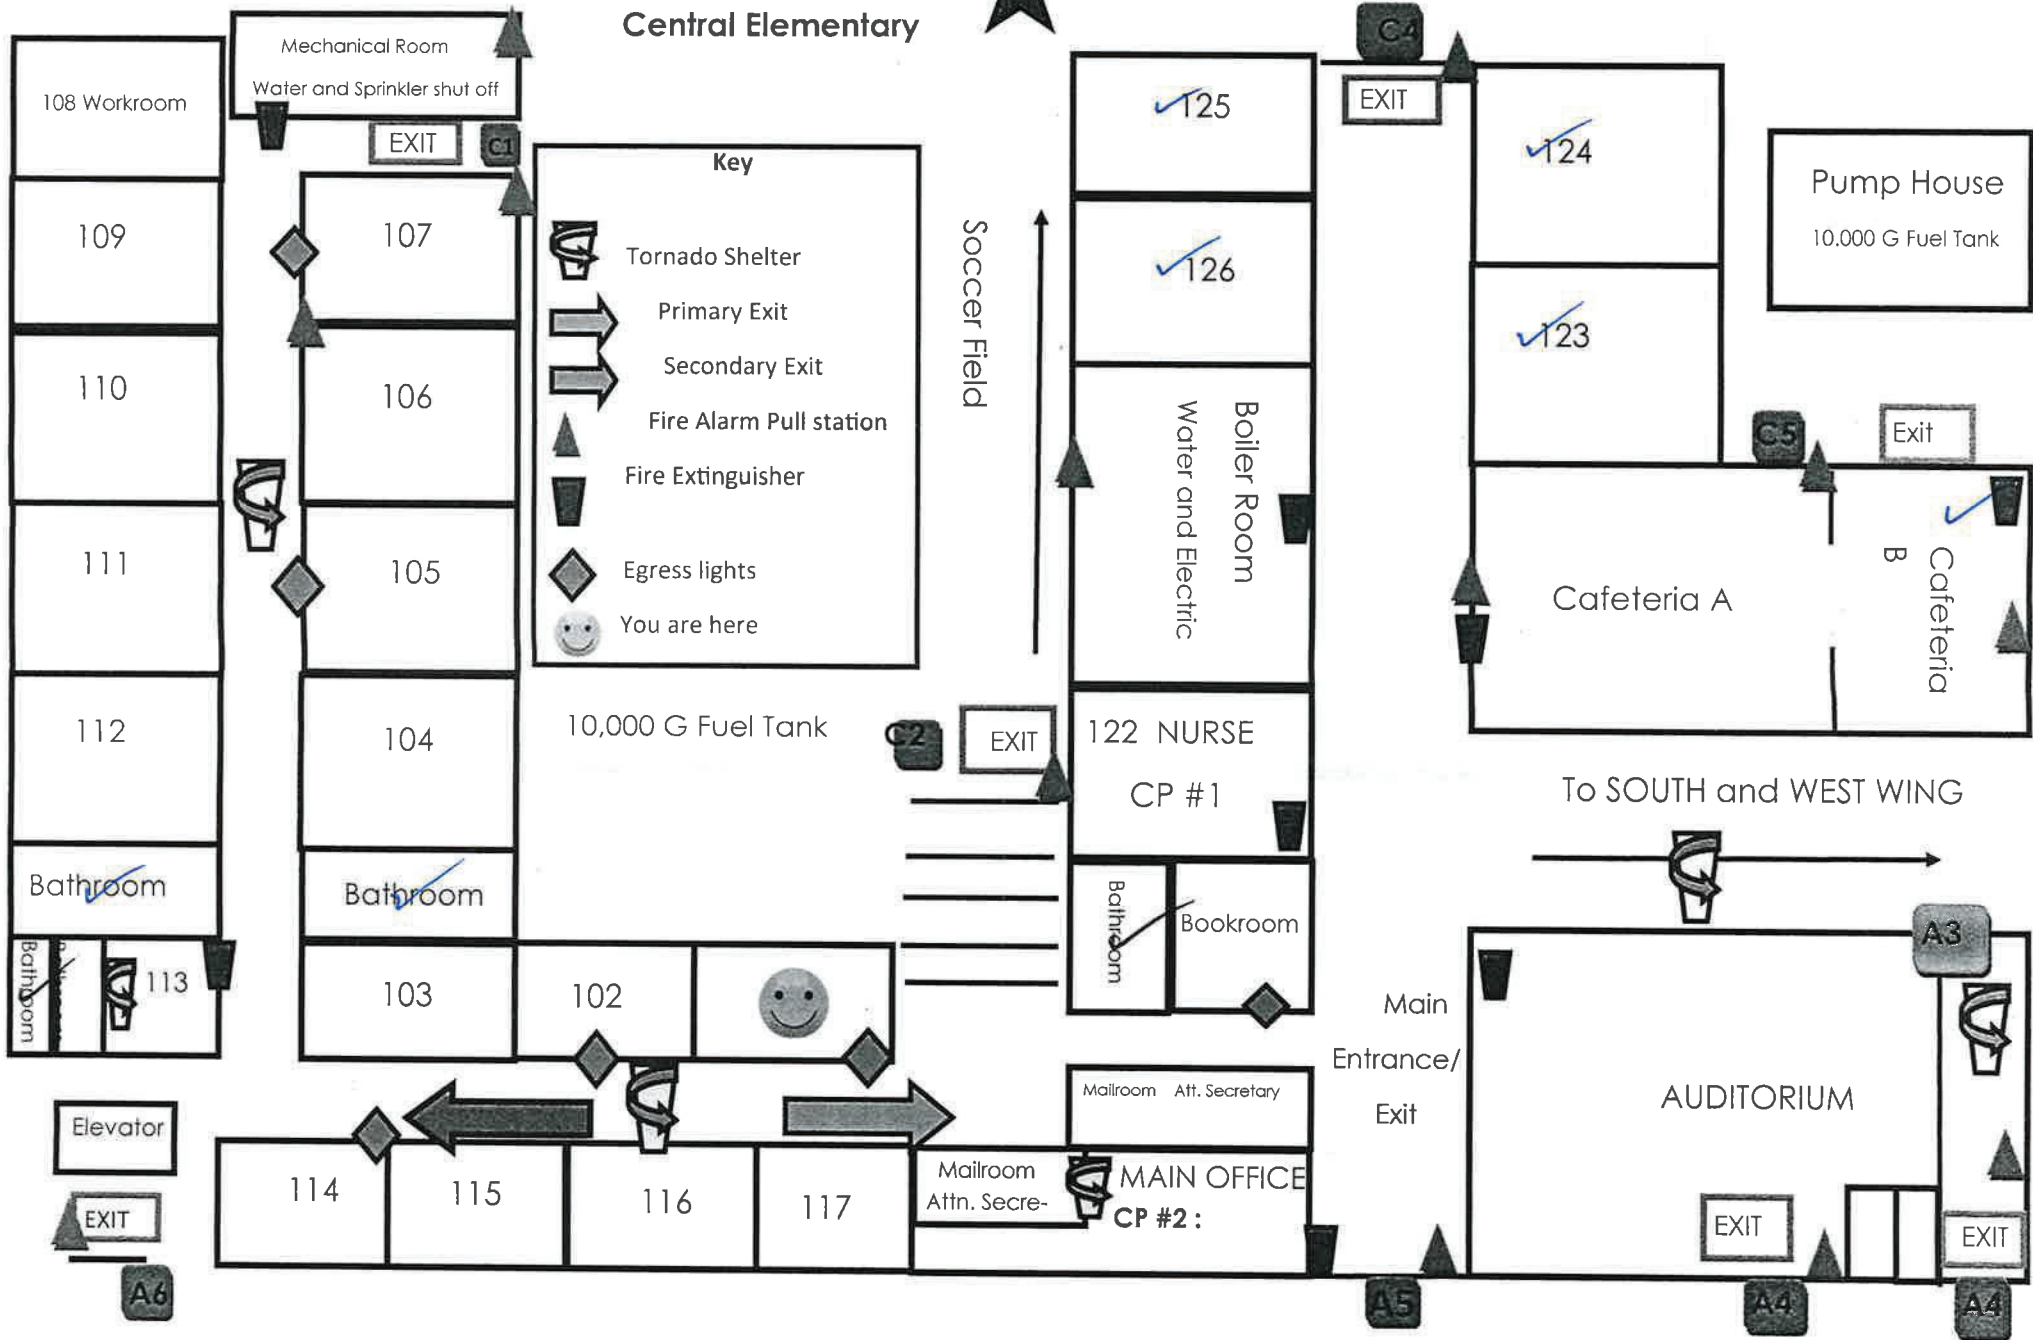 Central Elementary
C4
Mechanical Room
Water and Sprinkler shut off
108 Workroom
EXIT
C1
125
EXIT
124
Pump House
10.000 G Fuel Tank
Key
Tornado Shelter
Primary Exit
Secondary Exit
Fire Alarm Pull station
Fire Extinguisher
Egress lights
You are here
109
107
110
106
111
105
112
104
Soccer Field
126
123
Boiler Room
Water and Electric
C5
Exit
Cafeteria A
Cafeteria
B
10,000 G Fuel Tank
C2
EXIT
122 NURSE
CP #1
To SOUTH and WEST WING
Bathroom
Bathroom
Bathroom
Bookroom
A3
Bathroom
113
103
102
Main
Entrance/
Exit
AUDITORIUM
Mailroom Att. Secretary
Elevator
EXIT
A6
114
115
116
117
Mailroom
Attn. Secre-
MAIN OFFICE
CP #2 :
EXIT
EXIT
A5
A4
A4